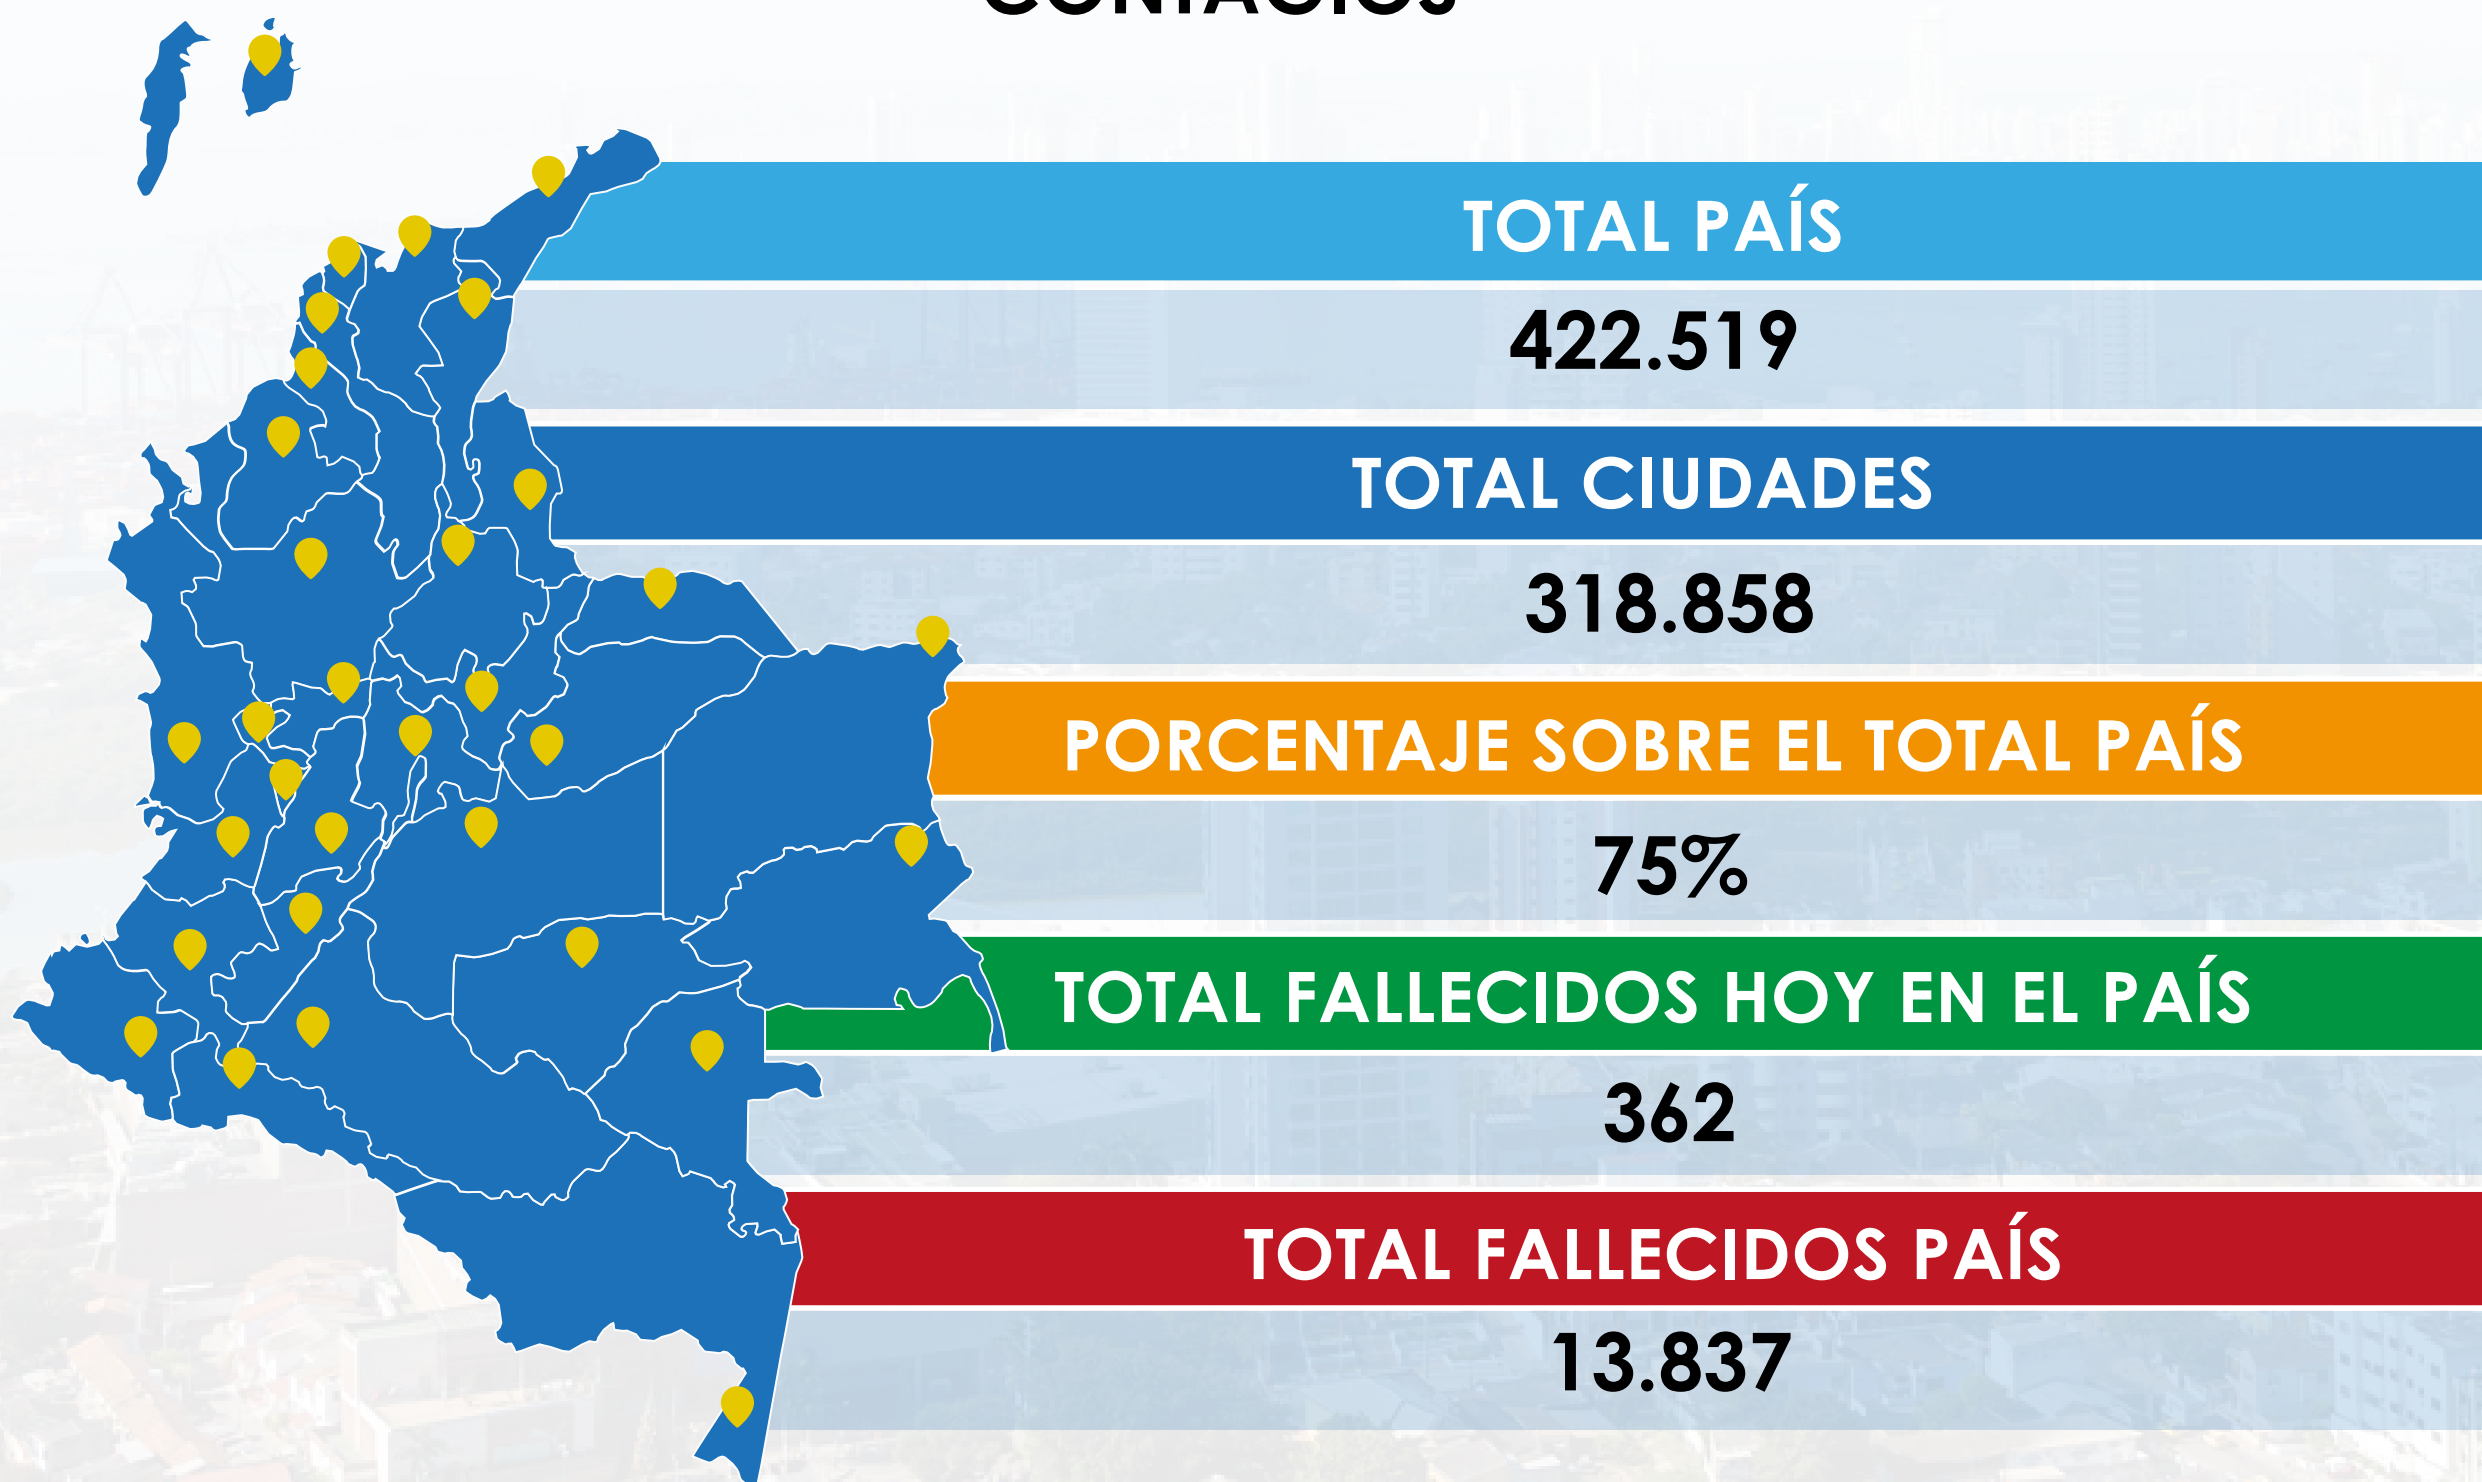 CONTAGIOS
TOTAL PAÍS
422.519
TOTAL CIUDADES
318.858
PORCENTAJE SOBRE EL TOTAL PAÍS
75%
TOTAL FALLECIDOS HOY EN EL PAÍS
362
TOTAL FALLECIDOS PAÍS
13.837